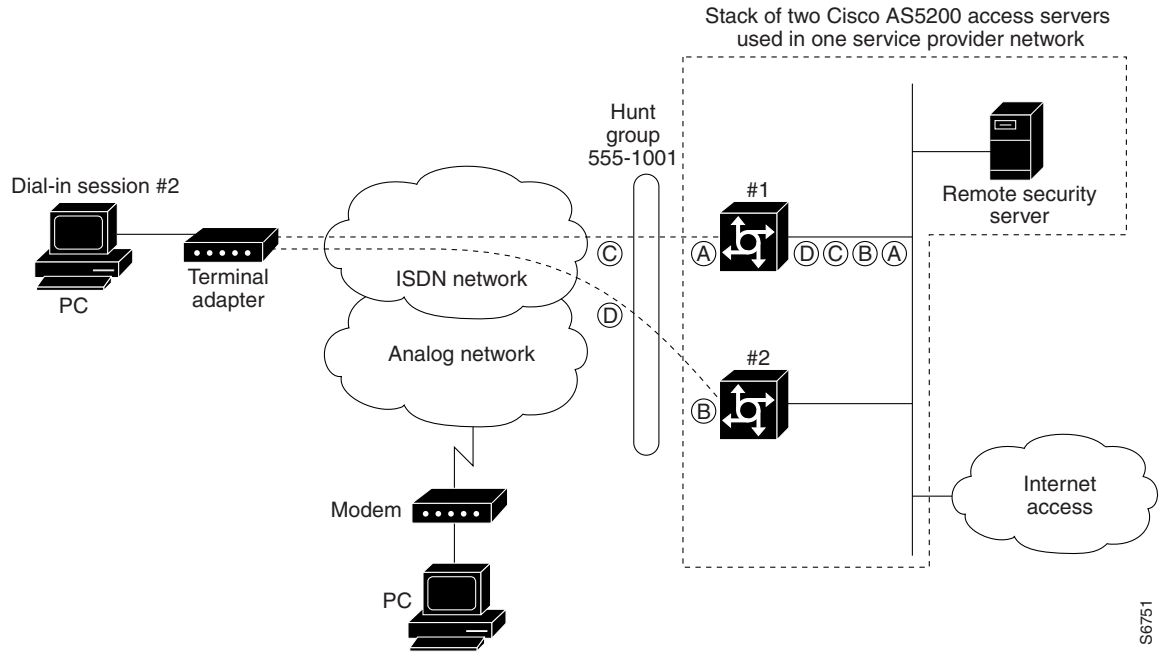 Stack of two Cisco AS5200 access servers
used in one service provider network
Hunt
group
555-1001
Dial-in session #2
#1
Remote security
server
C
A
D C B A
Terminal
adapter
ISDN network
PC
D
Analog network
#2
B
Internet
access
Modem
PC
S6751